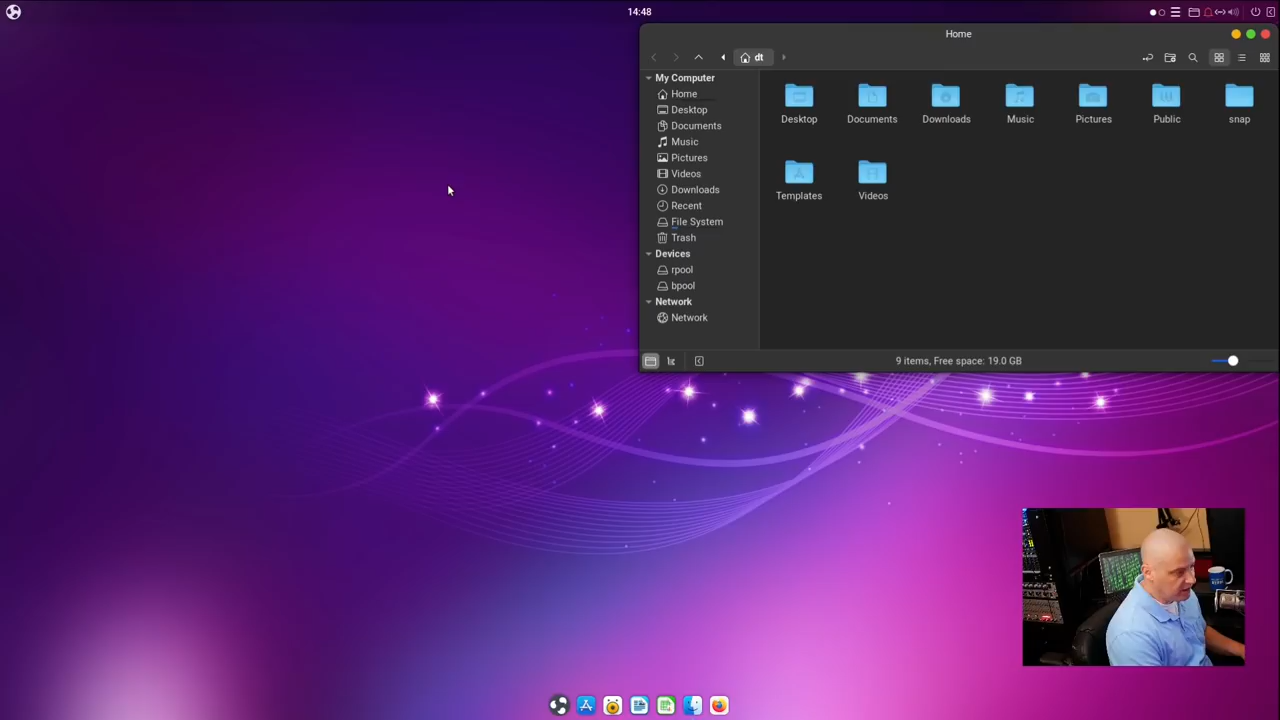 14:48
Home
dt
My Computer
Home
Desktop
Documents
Music
Pictures
Videos
Downloads
Recent
File System
Trash
Devices
rpool
bpool
Network
Network
Desktop
Documents
Downloads
Music
Pictures
Public
snap
Templates
Videos
9 items, Free space: 19.0 GB